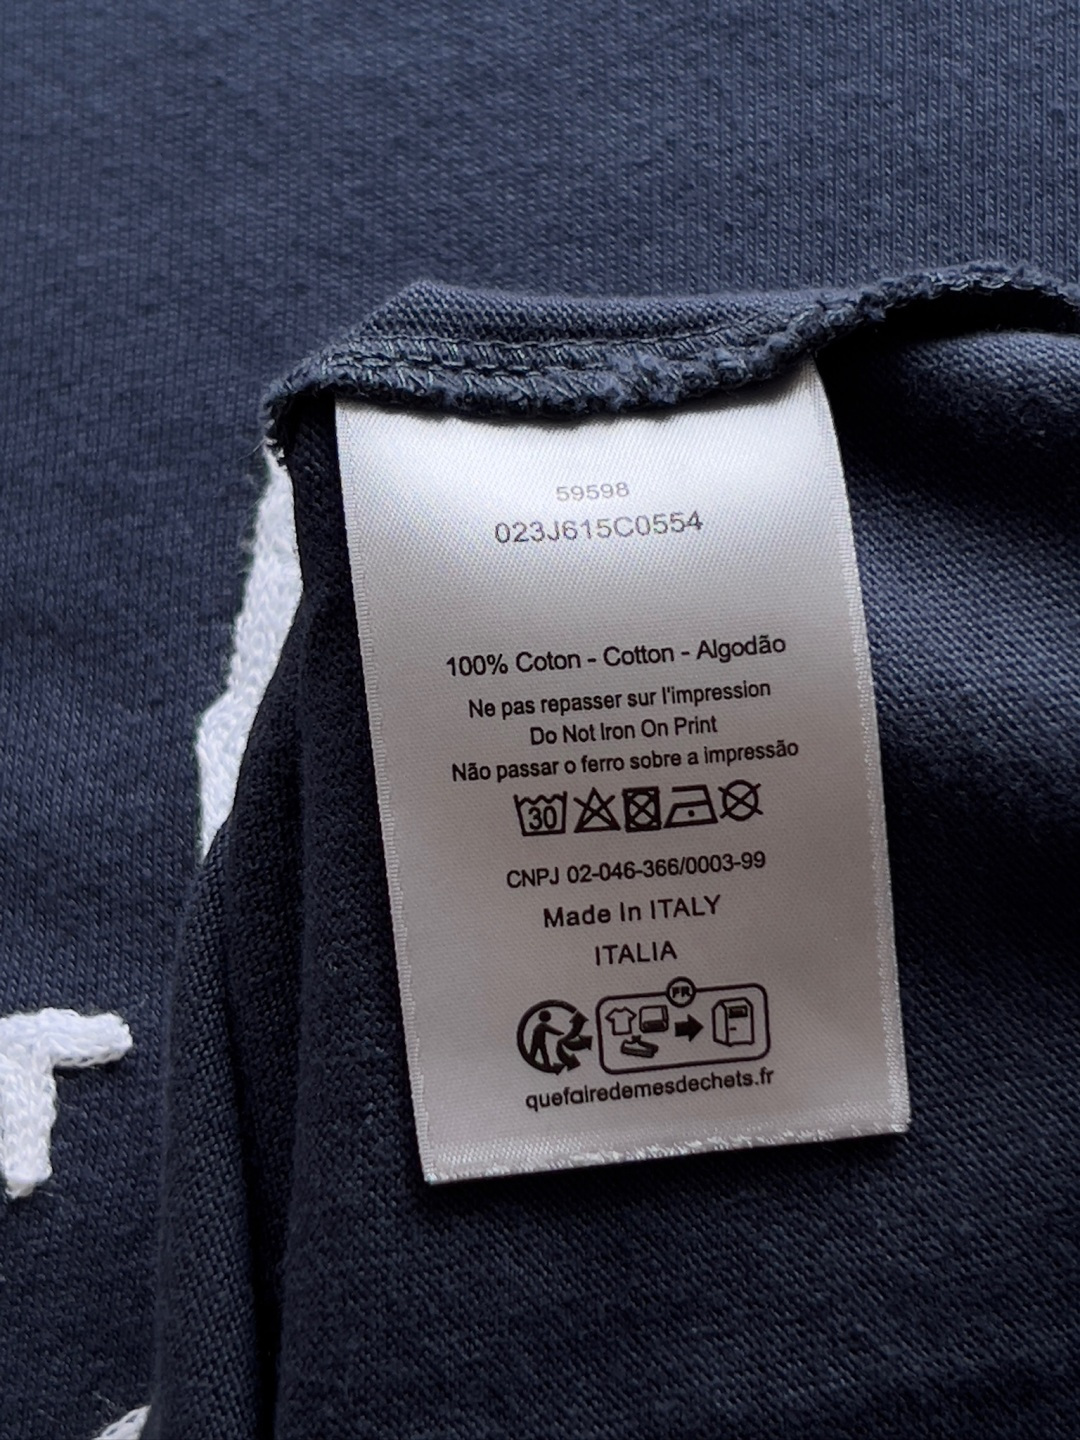 59598
023J615C0554
100% Coton - Cotton - Algodão
Ne pas repasser sur l'impression
Do Not Iron On Print
Não passar o ferro sobre a impressão
30
CNPJ 02-046-366/0003-99
Made In ITALY
ITALIA
FR
quefairedemesdechets.fr
T